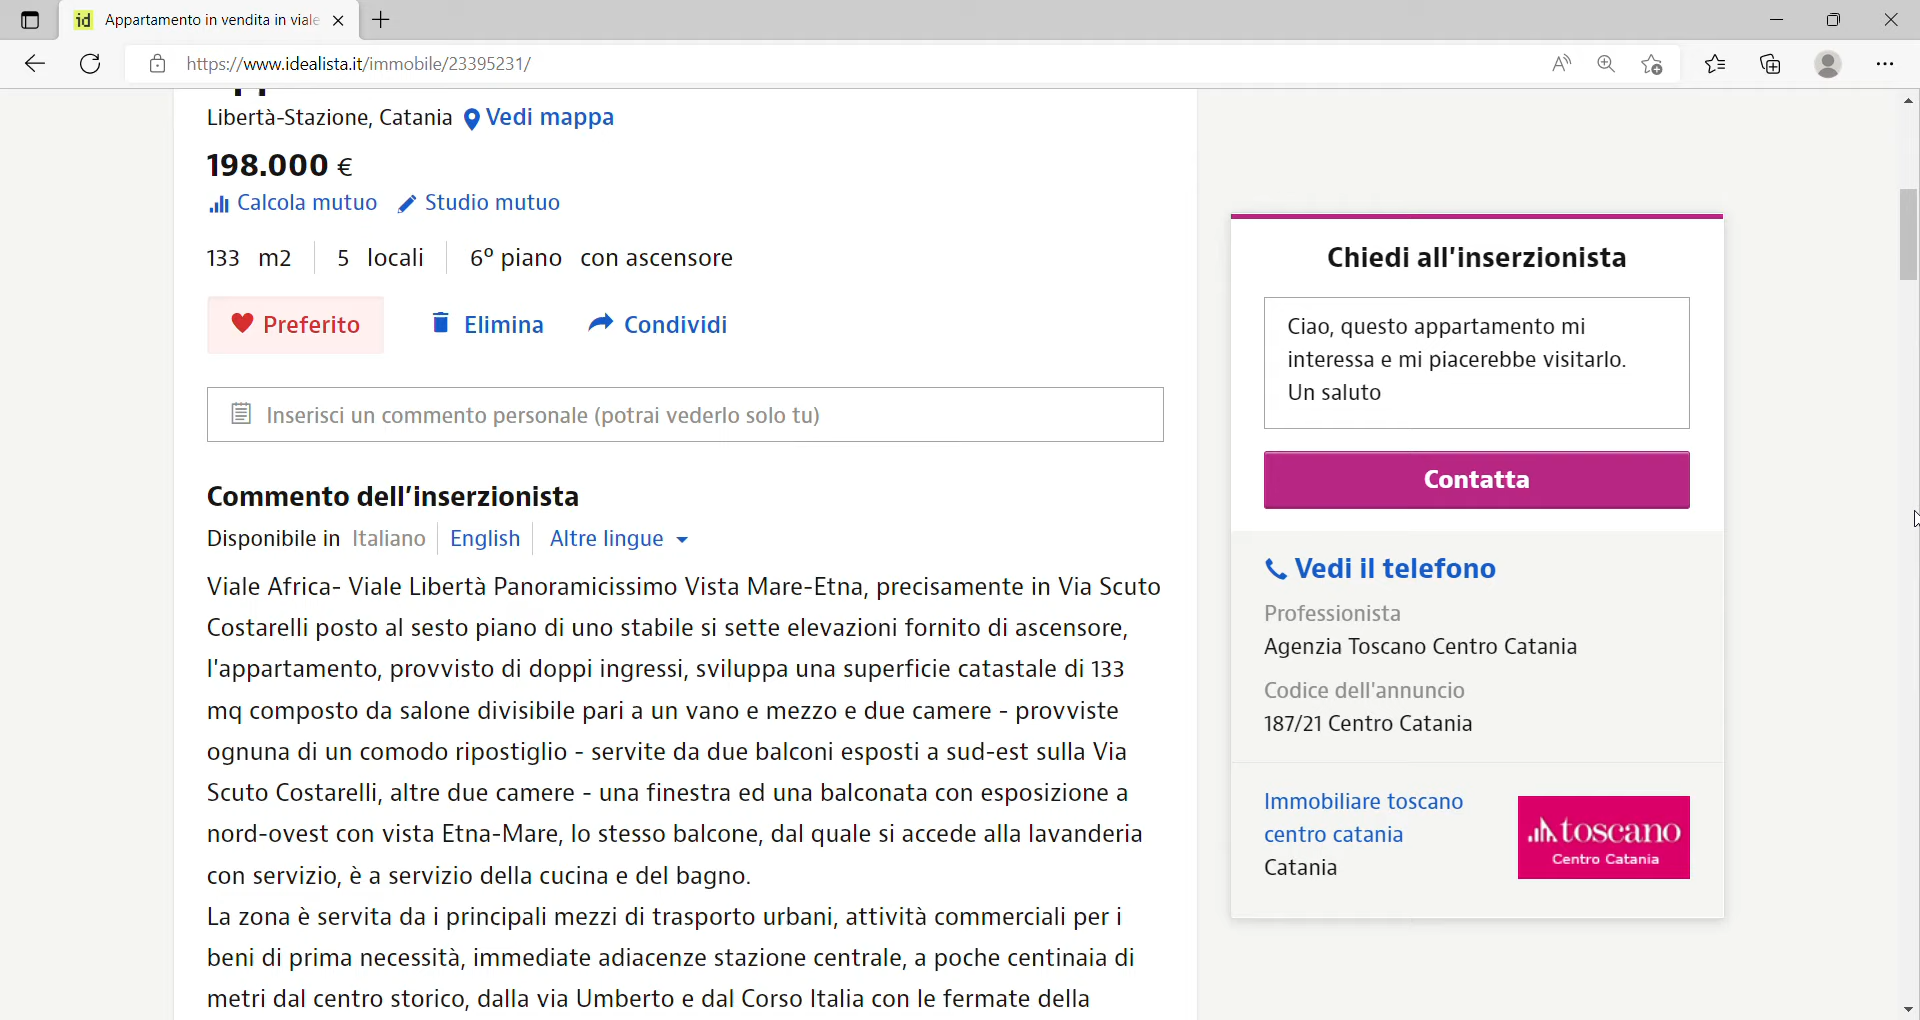 Appartamento in vendita in viale
https://www.idealista.it/immobile/23395231/
Libertà-Stazione, Catania Vedi mappa
198.000 €
Calcola mutuo Studio mutuo
133 m2 5 locali 6º piano con ascensore
Preferito Elimina Condividi
Inserisci un commento personale (potrai vederlo solo tu)
Commento dell'inserzionista
Disponibile in Italiano English Altre lingue
Viale Africa- Viale Libertà Panoramicissimo Vista Mare-Etna, precisamente in Via Scuto
Costarelli posto al sesto piano di uno stabile si sette elevazioni fornito di ascensore,
l'appartamento, provvisto di doppi ingressi, sviluppa una superficie catastale di 133
mq composto da salone divisibile pari a un vano e mezzo e due camere - provviste
ognuna di un comodo ripostiglio - servite da due balconi esposti a sud-est sulla Via
Scuto Costarelli, altre due camere - una finestra ed una balconata con esposizione a
nord-ovest con vista Etna-Mare, lo stesso balcone, dal quale si accede alla lavanderia
con servizio, è a servizio della cucina e del bagno.
La zona è servita da i principali mezzi di trasporto urbani, attività commerciali per i
beni di prima necessità, immediate adiacenze stazione centrale, a poche centinaia di
metri dal centro storico, dalla via Umberto e dal Corso Italia con le fermate della
Chiedi all'inserzionista
Ciao, questo appartamento mi
interessa e mi piacerebbe visitarlo.
Un saluto
Contatta
Vedi il telefono
Professionista
Agenzia Toscano Centro Catania
Codice dell'annuncio
187/21 Centro Catania
Immobiliare toscano
centro catania
Catania
toscano
Centro Catania